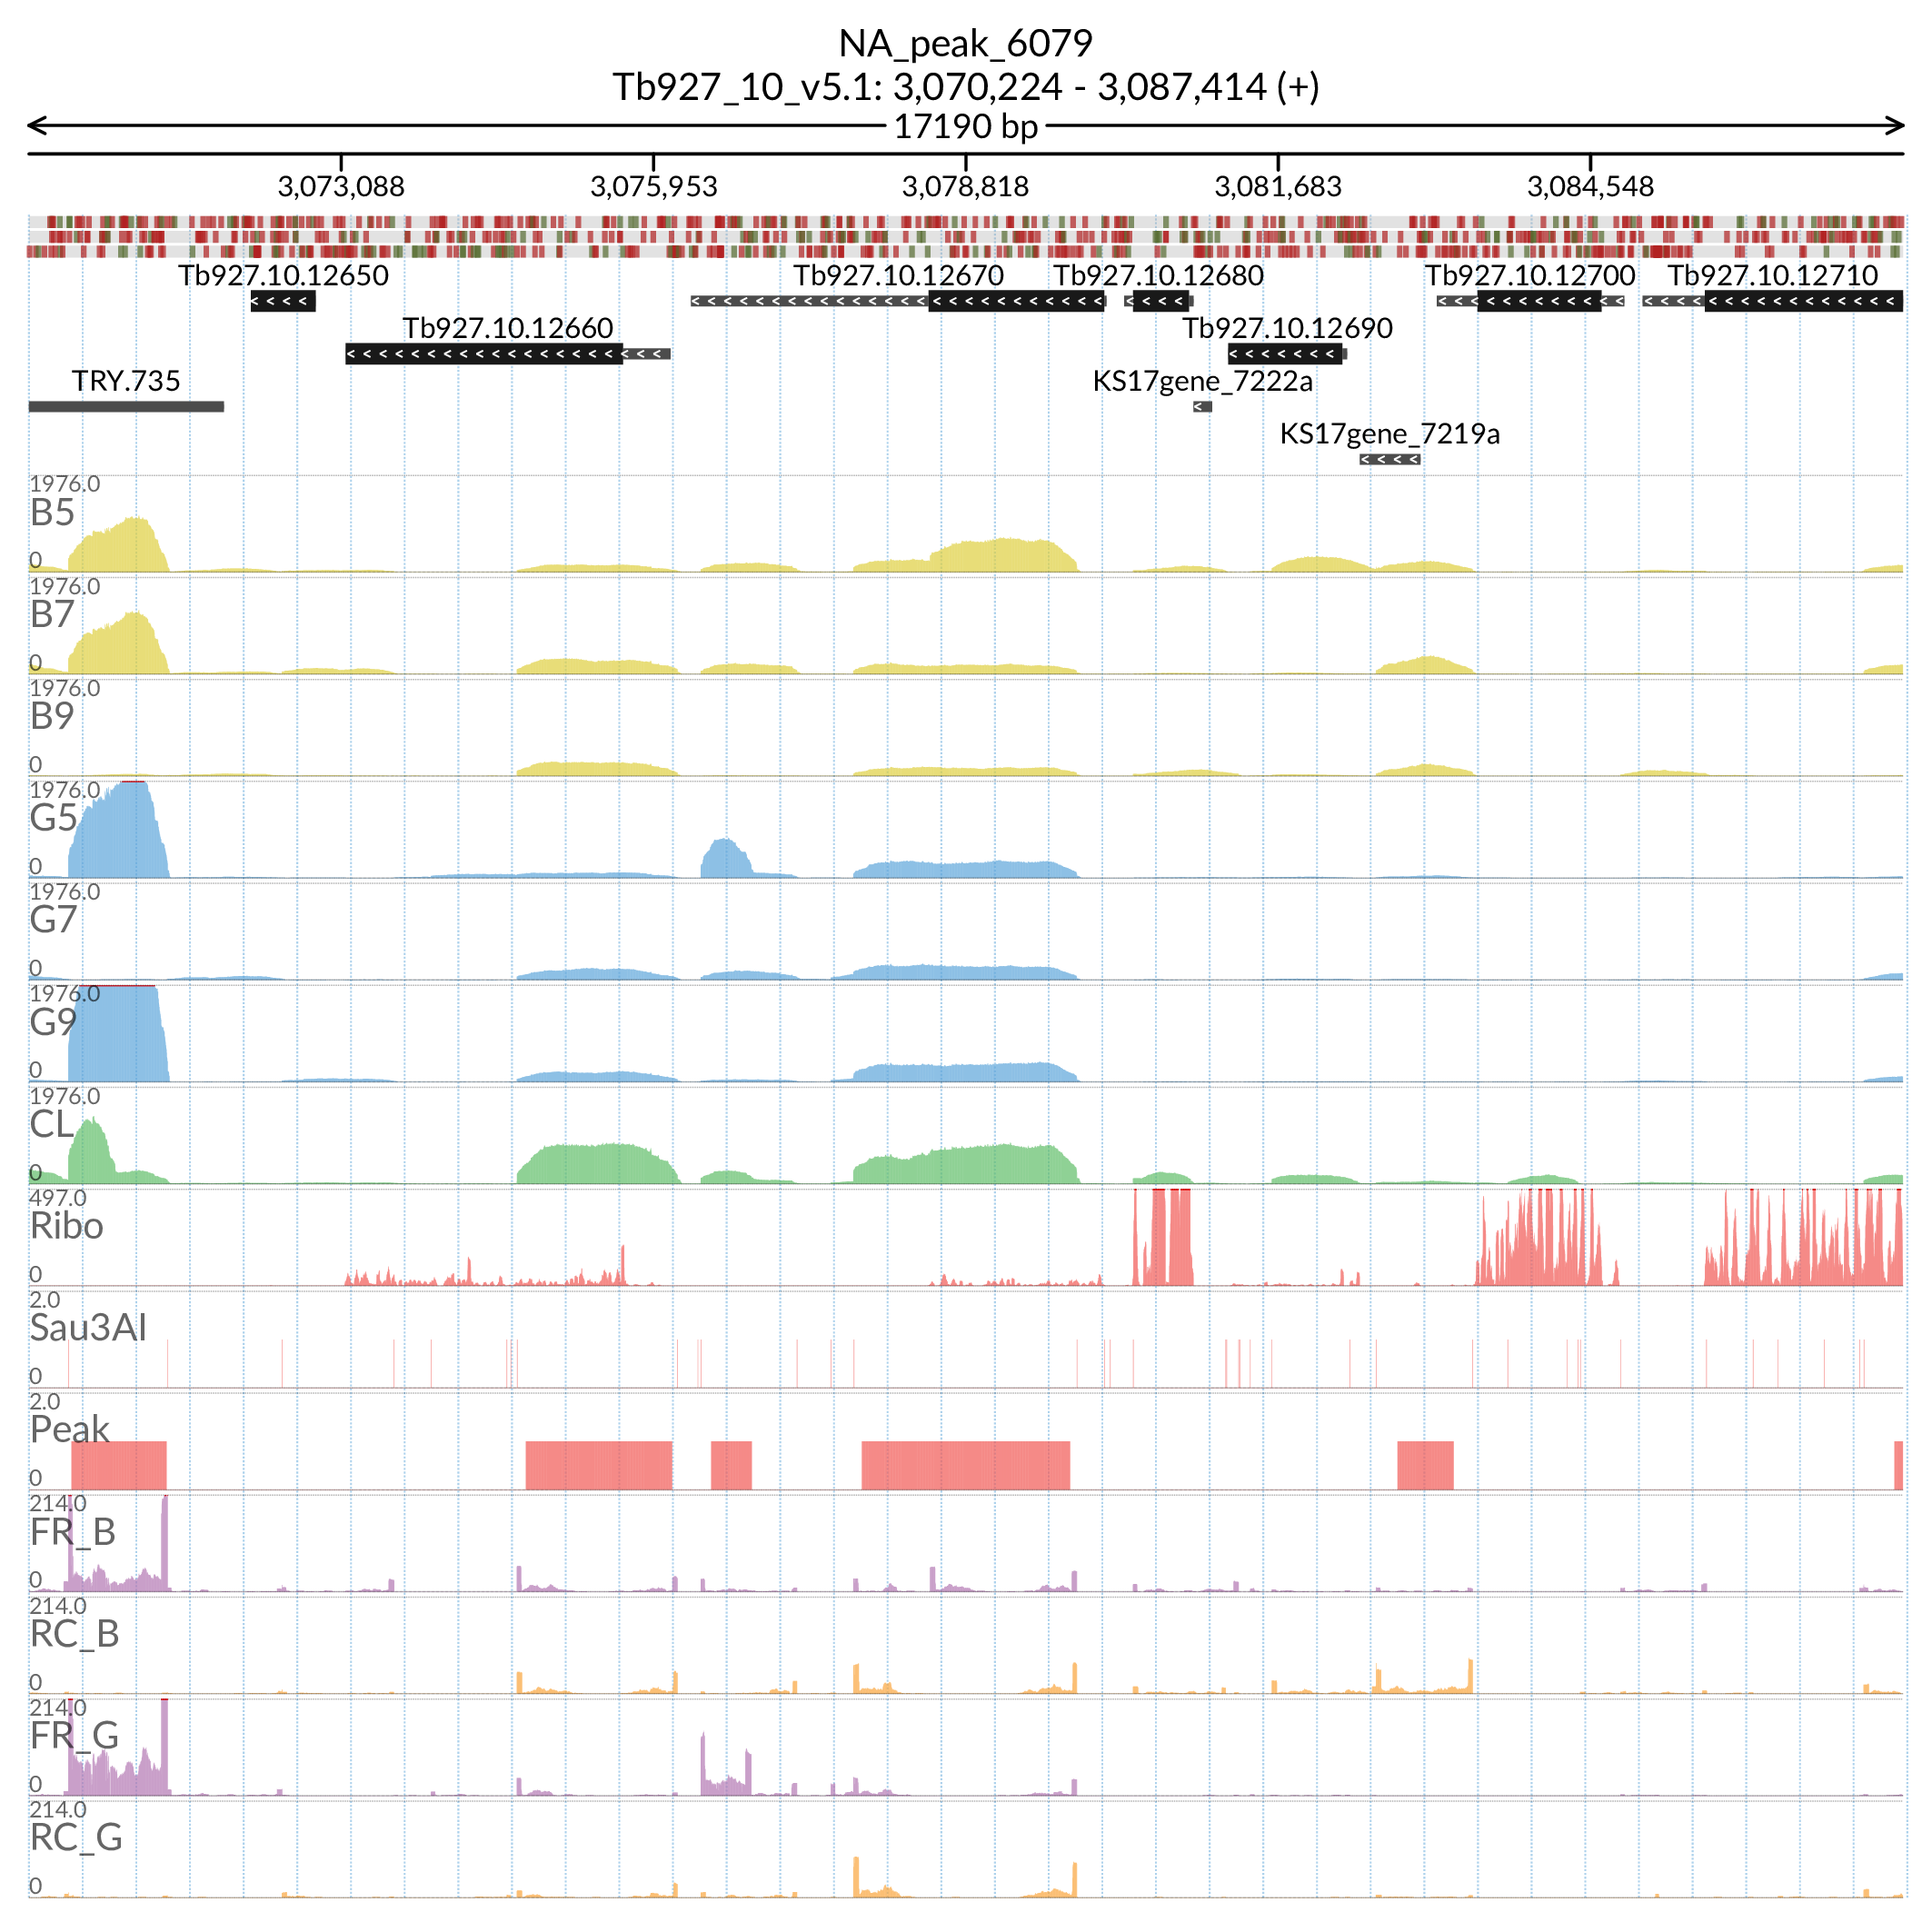 NA_peak_6079
Tb927_10_v5.1: 3,070,224 - 3,087,414 (+)
17190 bp
3,073,088 3,075,953 3,078,818 3,081,683 3,084,548
Tb927.10.12650 Tb927.10.12670 Tb927.10.12680 Tb927.10.12700 Tb927.10.12710
Tb927.10.12660 Tb927.10.12690
TRY.735 KS17gene_7222a
KS17gene_7219a
1976.0
B5
0
1976.0
B7
0
1976.0
B9
0
1976.0
G5
0
1976.0
G7
0
1976.0
G9
0
1976.0
CL
0
497.0
Ribo
0
2.0
Sau3AI
0
2.0
Peak
0
214.0
FR_B
0
214.0
RC_B
0
214.0
FR_G
0
214.0
RC_G
0